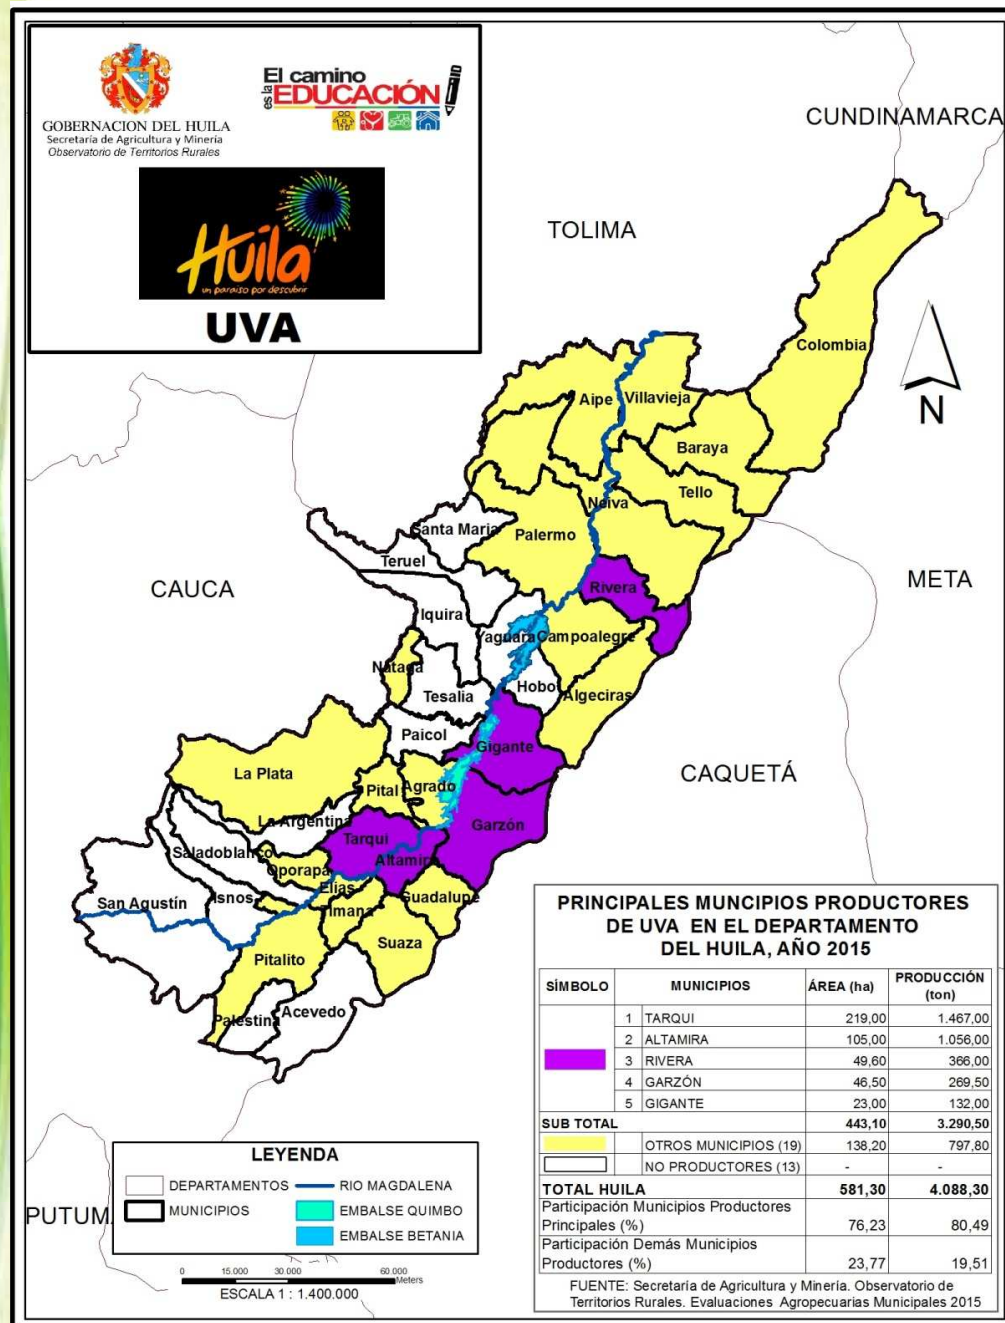 GOBERNACION DEL HUILA
Secretaría de Agricultura y Minería
Observatorio de Territorios Rurales
El camino
es la EDUCACIÓN
Huila
un paraíso por descubrir
UVA
CUNDINAMARCA
TOLIMA
Colombia
Aipe
Villavieja
N
Baraya
Tello
Neiva
Santa Maria
Palermo
Teruel
META
CAUCA
Rivera
Iquira
Yaguara
Campoalegre
Nátaga
Tesalia
Hobo
Algeciras
Paicol
Gigante
La Plata
CAQUETÁ
Pital
Agrado
La Argentina
Tarqui
Garzón
Saladoblanco
Altamira
Oporapa
Elías
Guadalupe
San Agustín
Isnos
Timana
Suaza
Pitalito
Palestina
Acevedo
PUTUM
PRINCIPALES MUNCIPIOS PRODUCTORES
DE UVA EN EL DEPARTAMENTO
DEL HUILA, AÑO 2015
SÍMBOLO MUNICIPIOS ÁREA (ha) PRODUCCIÓN (ton)
1 TARQUI 219,00 1.467,00
2 ALTAMIRA 105,00 1.056,00
3 RIVERA 49,60 366,00
4 GARZÓN 46,50 269,50
5 GIGANTE 23,00 132,00
SUB TOTAL 443,10 3.290,50
OTROS MUNICIPIOS (19) 138,20 797,80
NO PRODUCTORES (13) - -
TOTAL HUILA 581,30 4.088,30
Participación Municipios Productores
Principales (%) 76,23 80,49
Participación Demás Municipios
Productores (%) 23,77 19,51
FUENTE: Secretaría de Agricultura y Minería. Observatorio de
Territorios Rurales. Evaluaciones Agropecuarias Municipales 2015
LEYENDA
DEPARTAMENTOS RIO MAGDALENA
MUNICIPIOS EMBALSE QUIMBO
EMBALSE BETANIA
0 15.000 30.000 60.000
Meters
ESCALA 1 : 1.400.000